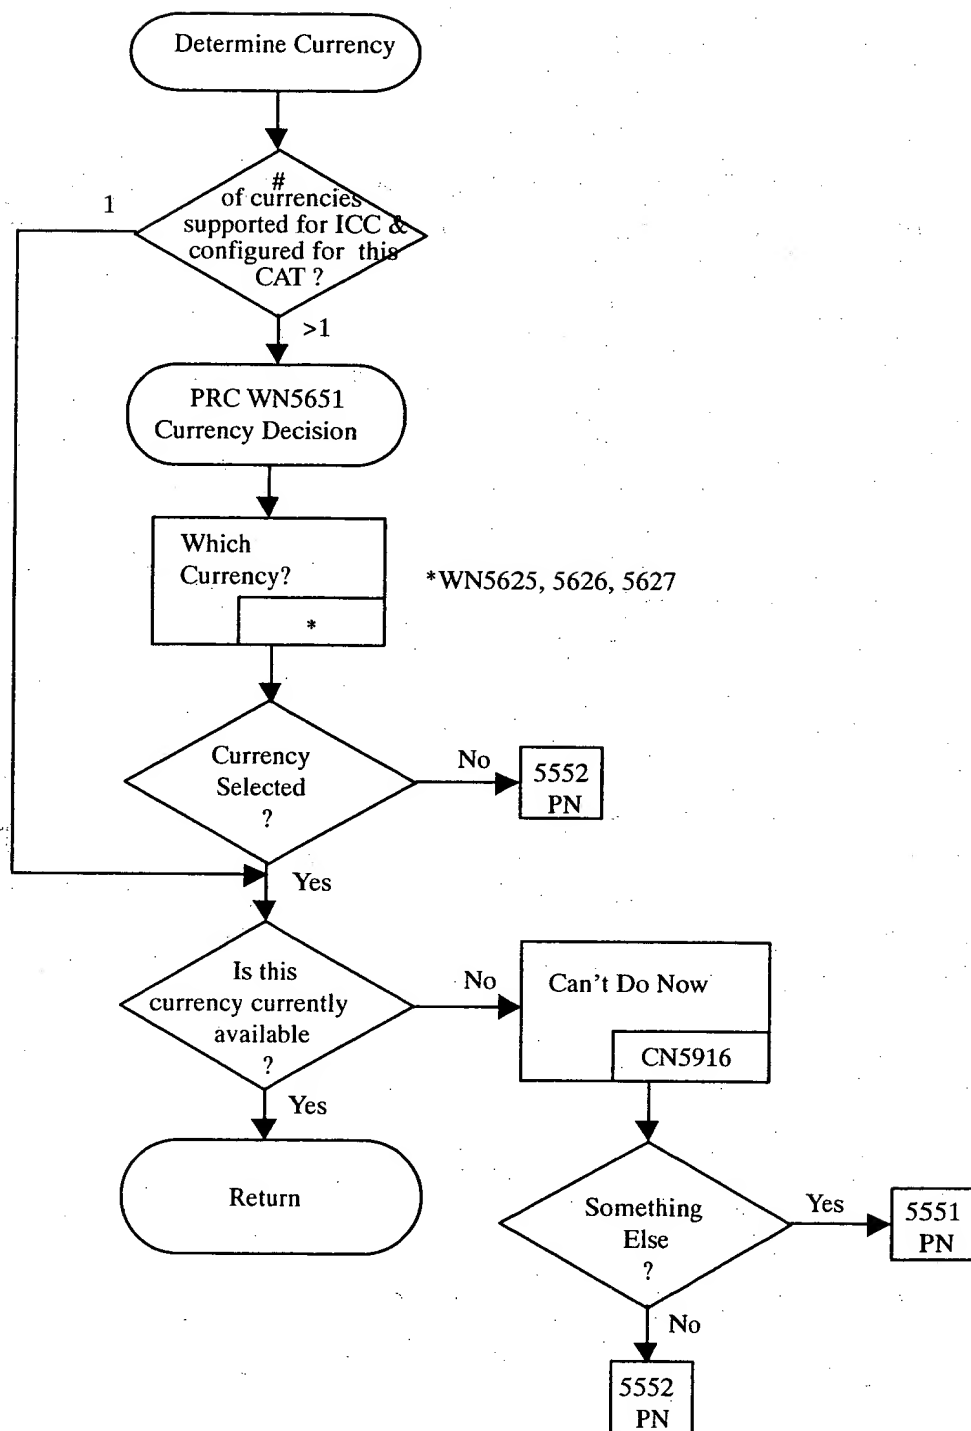 Determine Currency
#
of currencies
supported for ICC &
configured for this
CAT ?
1
>1
PRC WN5651
Currency Decision
Which
Currency?
*
*WN5625, 5626, 5627
Currency
Selected
?
No
5552
PN
Yes
Is this
currency currently
available
?
No
Can't Do Now
CN5916
Yes
Return
Something
Else
?
Yes
5551
PN
No
5552
PN